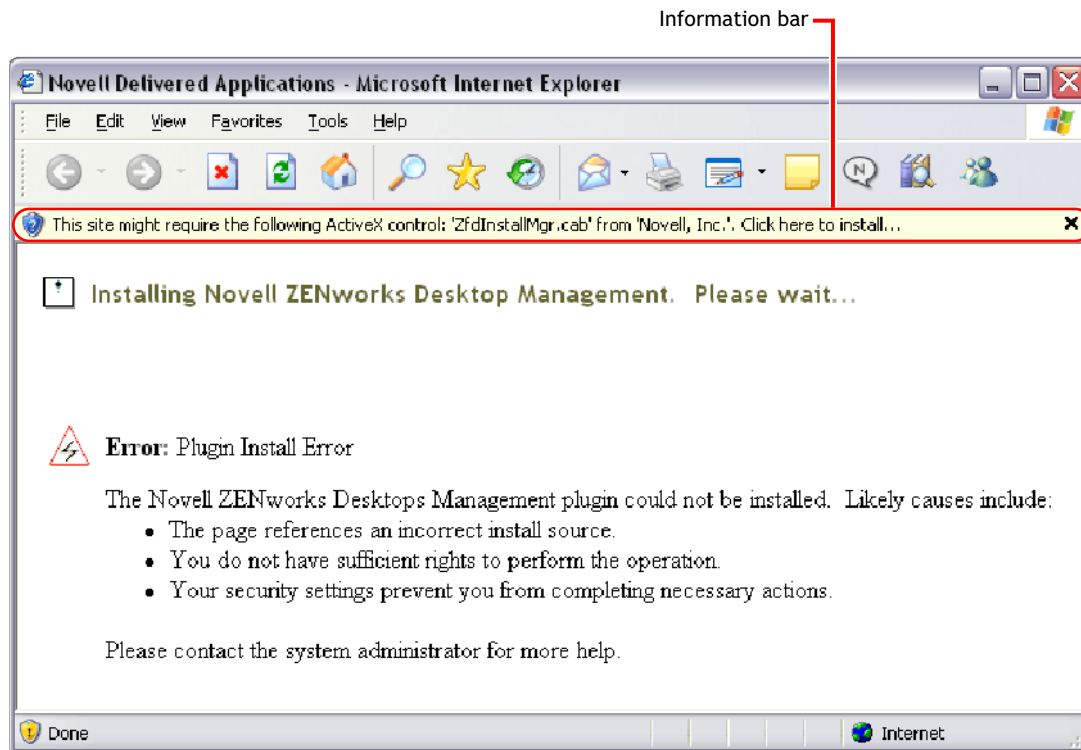 Information bar
Novell Delivered Applications - Microsoft Internet Explorer
File Edit View Favorites Tools Help
N
This site might require the following ActiveX control: 'ZfdInstallMgr.cab' from 'Novell, Inc.'. Click here to install...
Installing Novell ZENworks Desktop Management. Please wait...
Error: Plugin Install Error
The Novell ZENworks Desktops Management plugin could not be installed. Likely causes include:
• The page references an incorrect install source.
• You do not have sufficient rights to perform the operation.
• Your security settings prevent you from completing necessary actions.
Please contact the system administrator for more help.
Done
Internet